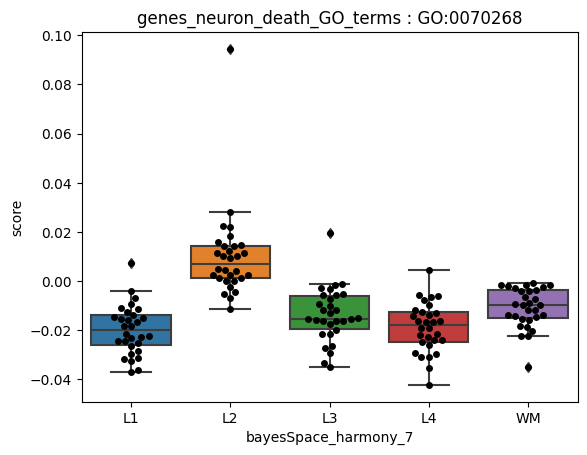 genes_neuron_death_GO_terms : GO:0070268
score
0.10
0.08
0.06
0.04
0.02
0.00
−0.02
−0.04
L1 L2 L3 L4 WM
bayesSpace_harmony_7